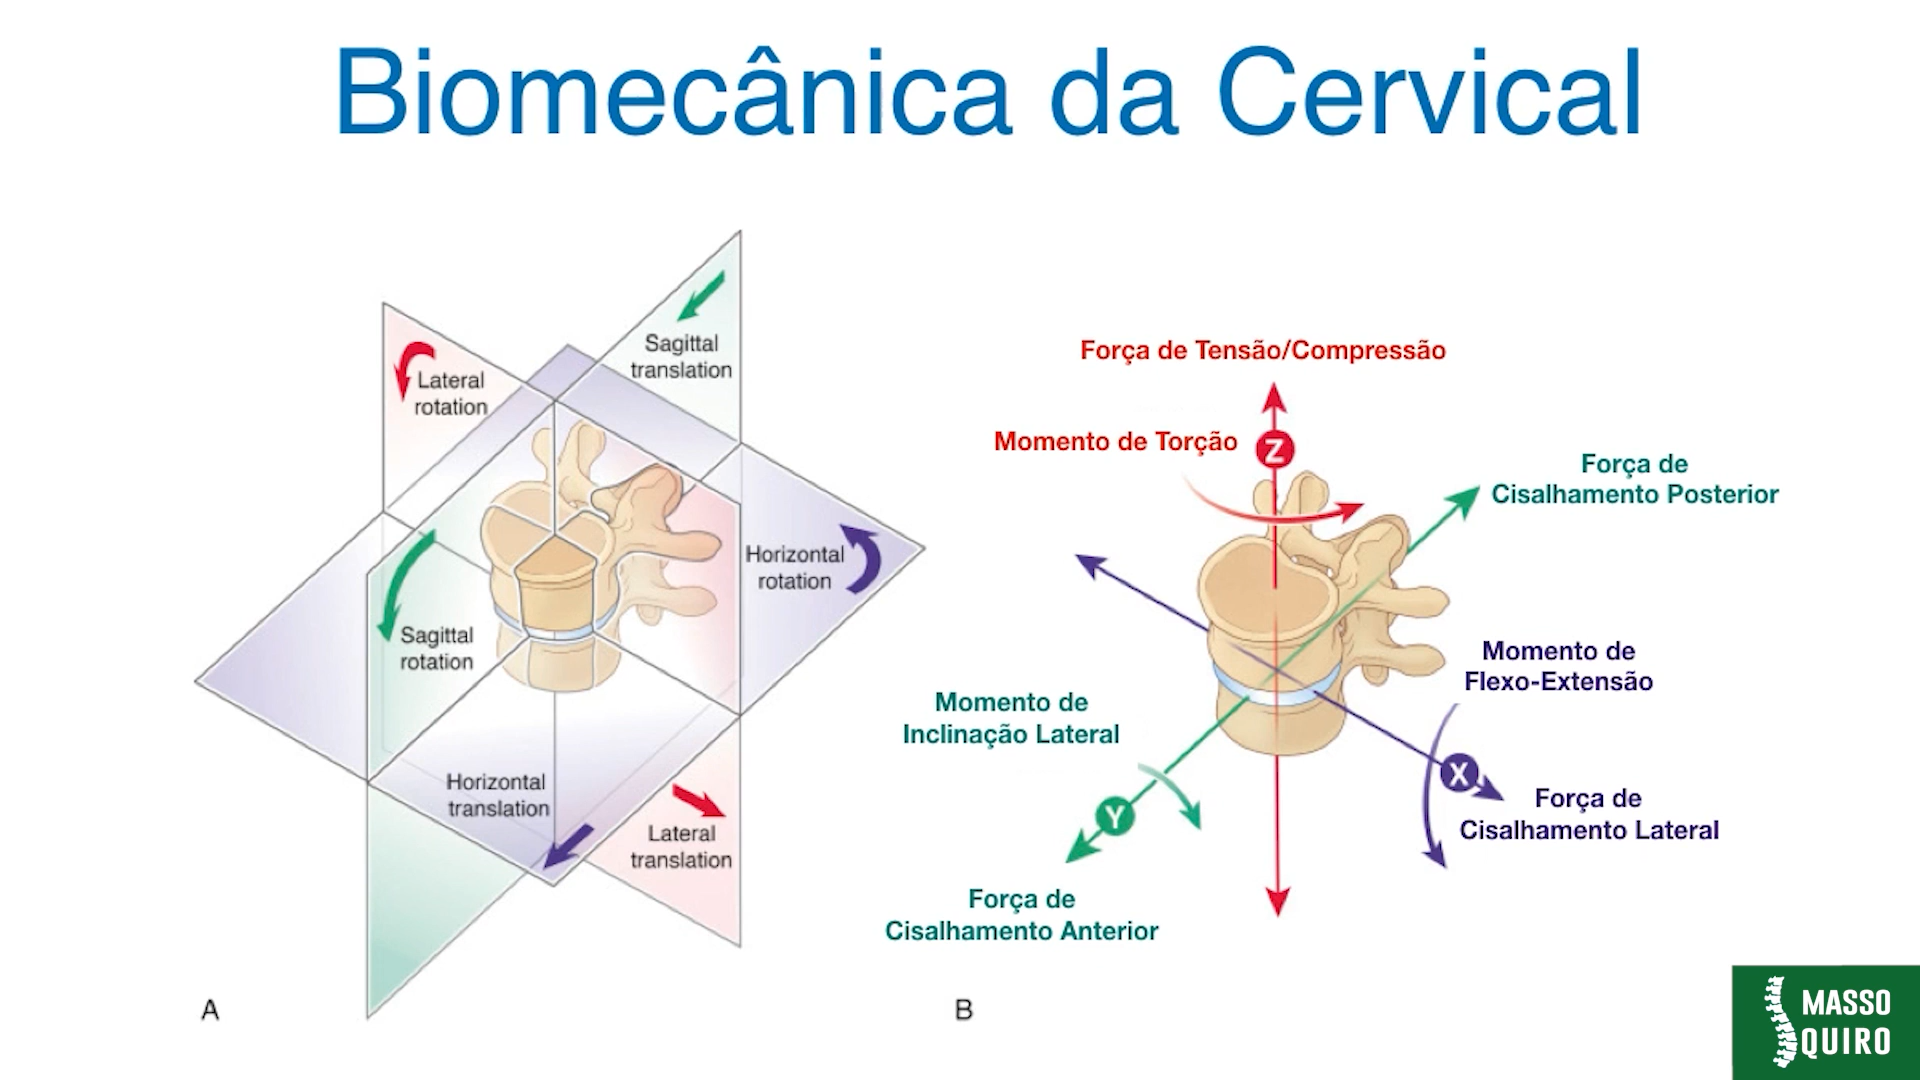 Biomecânica da Cervical
Sagittal
translation
Lateral
rotation
Horizontal
rotation
Sagittal
rotation
Horizontal
translation
Lateral
translation
A
Força de Tensão/Compressão
Momento de Torção
Z
Força de
Cisalhamento Posterior
Momento de
Flexo-Extensão
Momento de
Inclinação Lateral
X
Força de
Cisalhamento Lateral
Y
Força de
Cisalhamento Anterior
B
MASSO
QUIRO